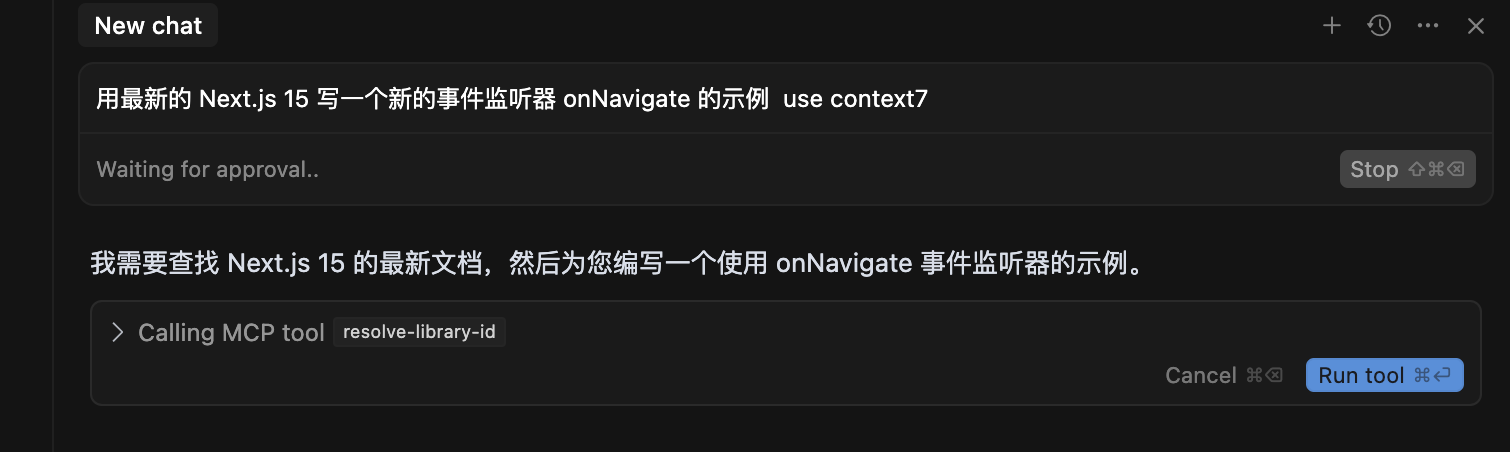 New chat
用最新的 Next.js 15 写一个新的事件监听器 onNavigate 的示例  use context7
Waiting for approval..
Stop ⇧⌘⌫
我需要查找 Next.js 15 的最新文档，然后为您编写一个使用 onNavigate 事件监听器的示例。
Calling MCP tool resolve-library-id
Cancel ⌘⌫ Run tool ⌘⏎